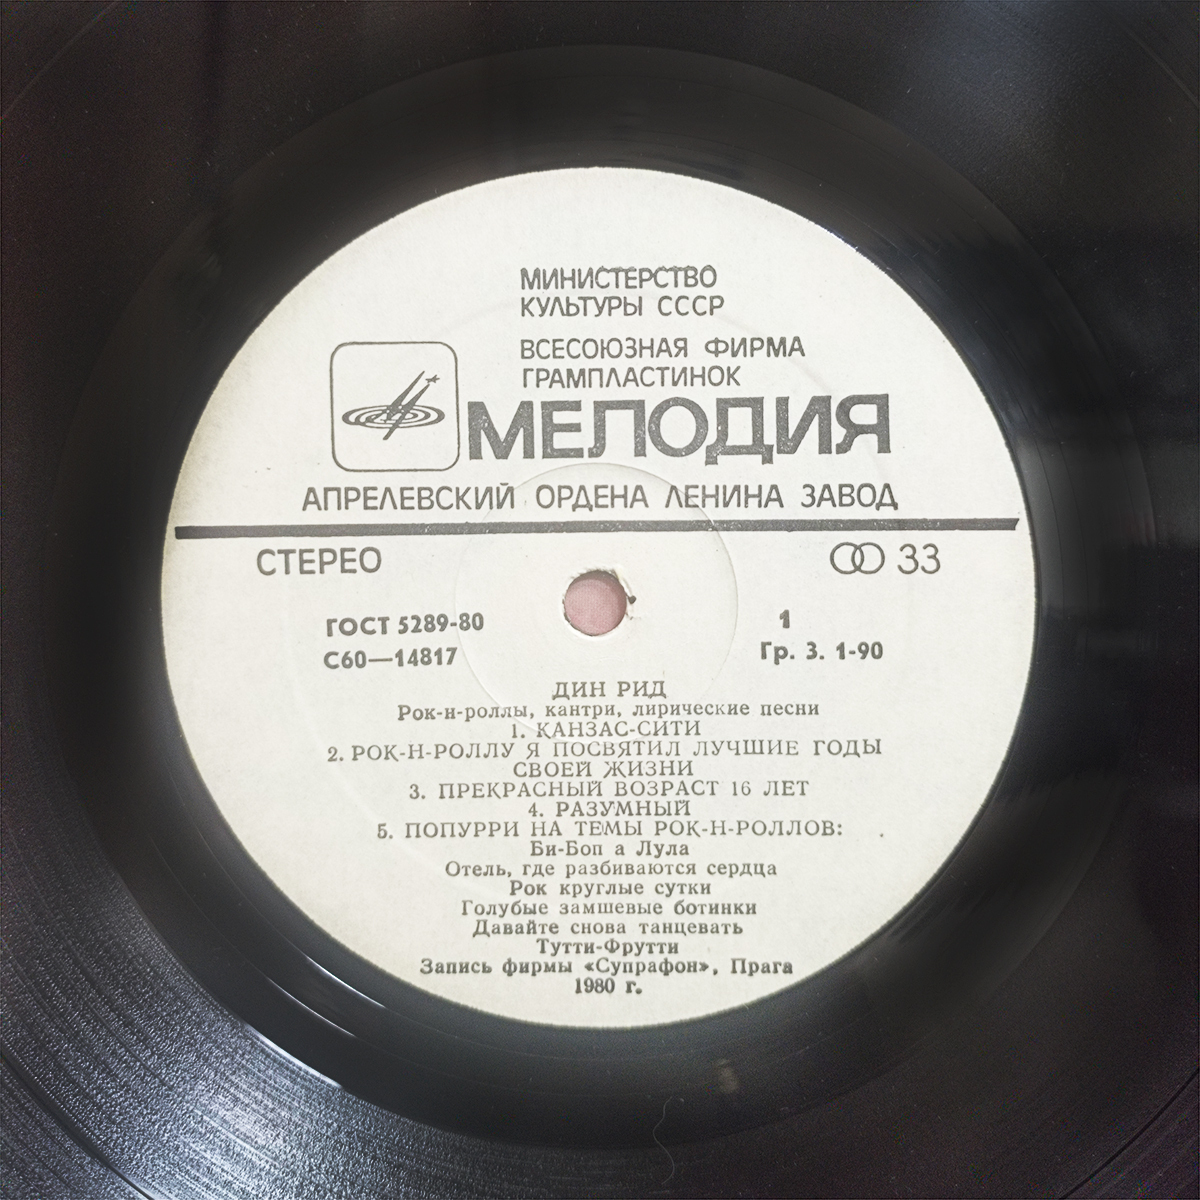 МИНИСТЕРСТВО
КУЛЬТУРЫ СССР
ВСЕСОЮЗНАЯ ФИРМА
ГРАМПЛАСТИНОК
МЕЛОДИЯ
АПРЕЛЕВСКИЙ ОРДЕНА ЛЕНИНА ЗАВОД
СТЕРЕО 33
ГОСТ 5289-80 1
С60—14817 Гр. 3. 1-90
ДИН РИД
Рок-н-роллы, кантри, лирические песни
1. КАНЗАС-СИТИ
2. РОК-Н-РОЛЛУ Я ПОСВЯТИЛ ЛУЧШИЕ ГОДЫ
СВОЕЙ ЖИЗНИ
3. ПРЕКРАСНЫЙ ВОЗРАСТ 16 ЛЕТ
4. РАЗУМНЫЙ
5. ПОПУРРИ НА ТЕМЫ РОК-Н-РОЛЛОВ:
Би-Боп а Лула
Отель, где разбиваются сердца
Рок круглые сутки
Голубые замшевые ботинки
Давайте снова танцевать
Тутти-Фрутти
Запись фирмы «Супрафон», Прага
1980 г.